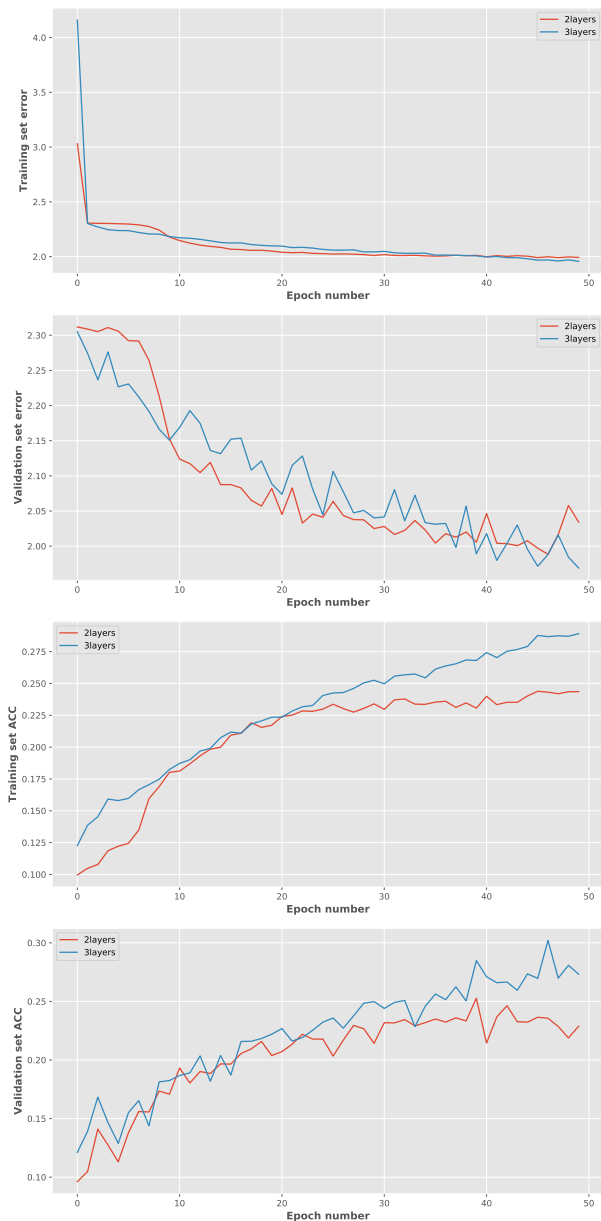 2layers
3layers
4.0
3.5
3.0
2.5
2.0
Training set error
0 10 20 30 40 50
Epoch number
2layers
3layers
2.30
2.25
2.20
2.15
2.10
2.05
2.00
Validation set error
0 10 20 30 40 50
Epoch number
2layers
3layers
0.275
0.250
0.225
0.200
0.175
0.150
0.125
0.100
Training set ACC
0 10 20 30 40 50
Epoch number
2layers
3layers
0.30
0.25
0.20
0.15
0.10
Validation set ACC
0 10 20 30 40 50
Epoch number